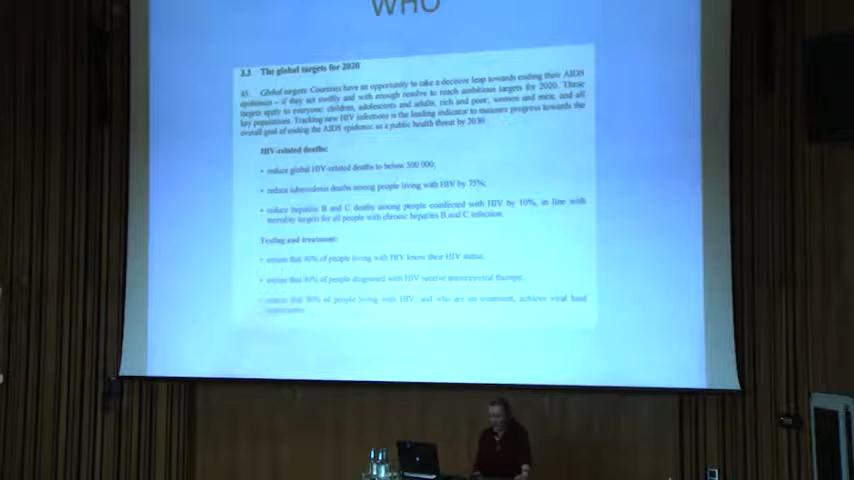 WHO
3.3 The global targets for 2020
45. Global targets: Countries have an opportunity to take a decisive leap towards ending their AIDS
epidemics – if they act swiftly and with enough resolve to reach ambitious targets for 2020. These
targets apply to everyone: children, adolescents and adults, rich and poor, women and men, and all
key populations. Tracking new HIV infections is the leading indicator to measure progress towards the
overall goal of ending the AIDS epidemic as a public health threat by 2030.
HIV-related deaths:
• reduce global HIV-related deaths to below 500 000;
• reduce tuberculosis deaths among people living with HIV by 75%;
• reduce hepatitis B and C deaths among people coinfected with HIV by 10%, in line with
mortality targets for all people with chronic hepatitis B and C infection.
Testing and treatment:
• ensure that 90% of people living with HIV know their HIV status;
• ensure that 90% of people diagnosed with HIV receive antiretroviral therapy;
• ensure that 90% of people living with HIV, and who are on treatment, achieve viral load